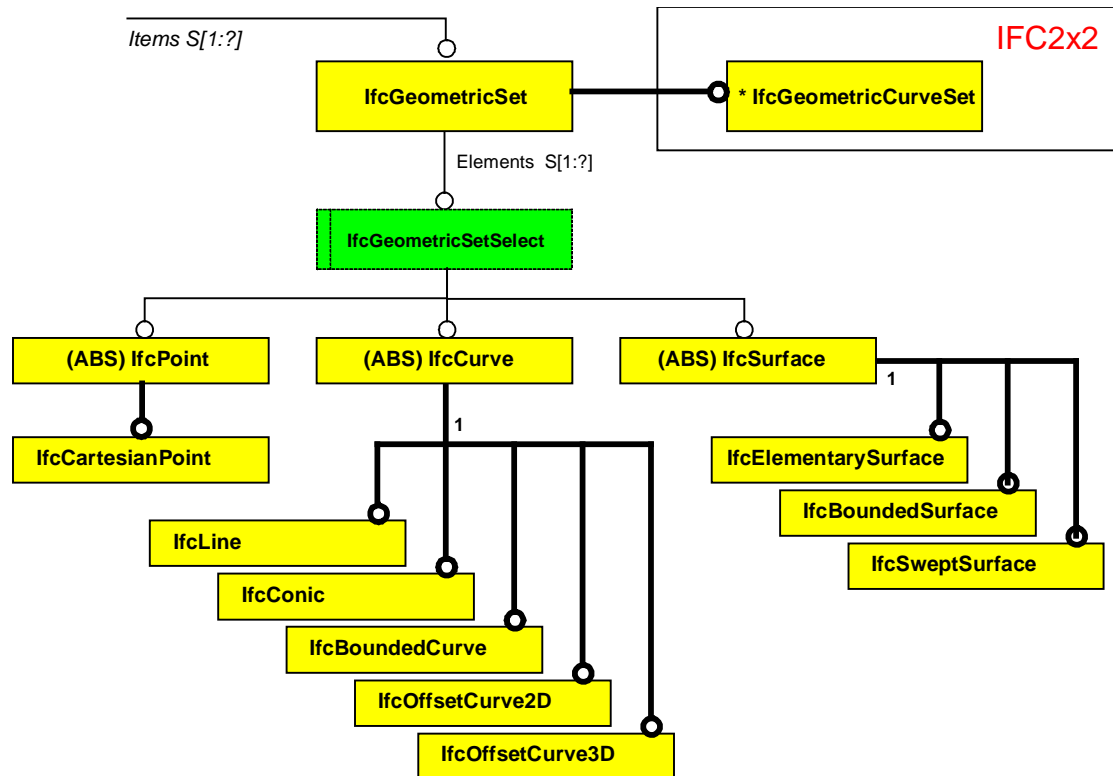 Items S[1:?]
IFC2x2
IfcGeometricSet
* IfcGeometricCurveSet
Elements S[1:?]
IfcGeometricSetSelect
(ABS) IfcPoint
(ABS) IfcCurve
(ABS) IfcSurface
1
1
IfcCartesianPoint
IfcElementarySurface
IfcBoundedSurface
IfcSweptSurface
IfcLine
IfcConic
IfcBoundedCurve
IfcOffsetCurve2D
IfcOffsetCurve3D